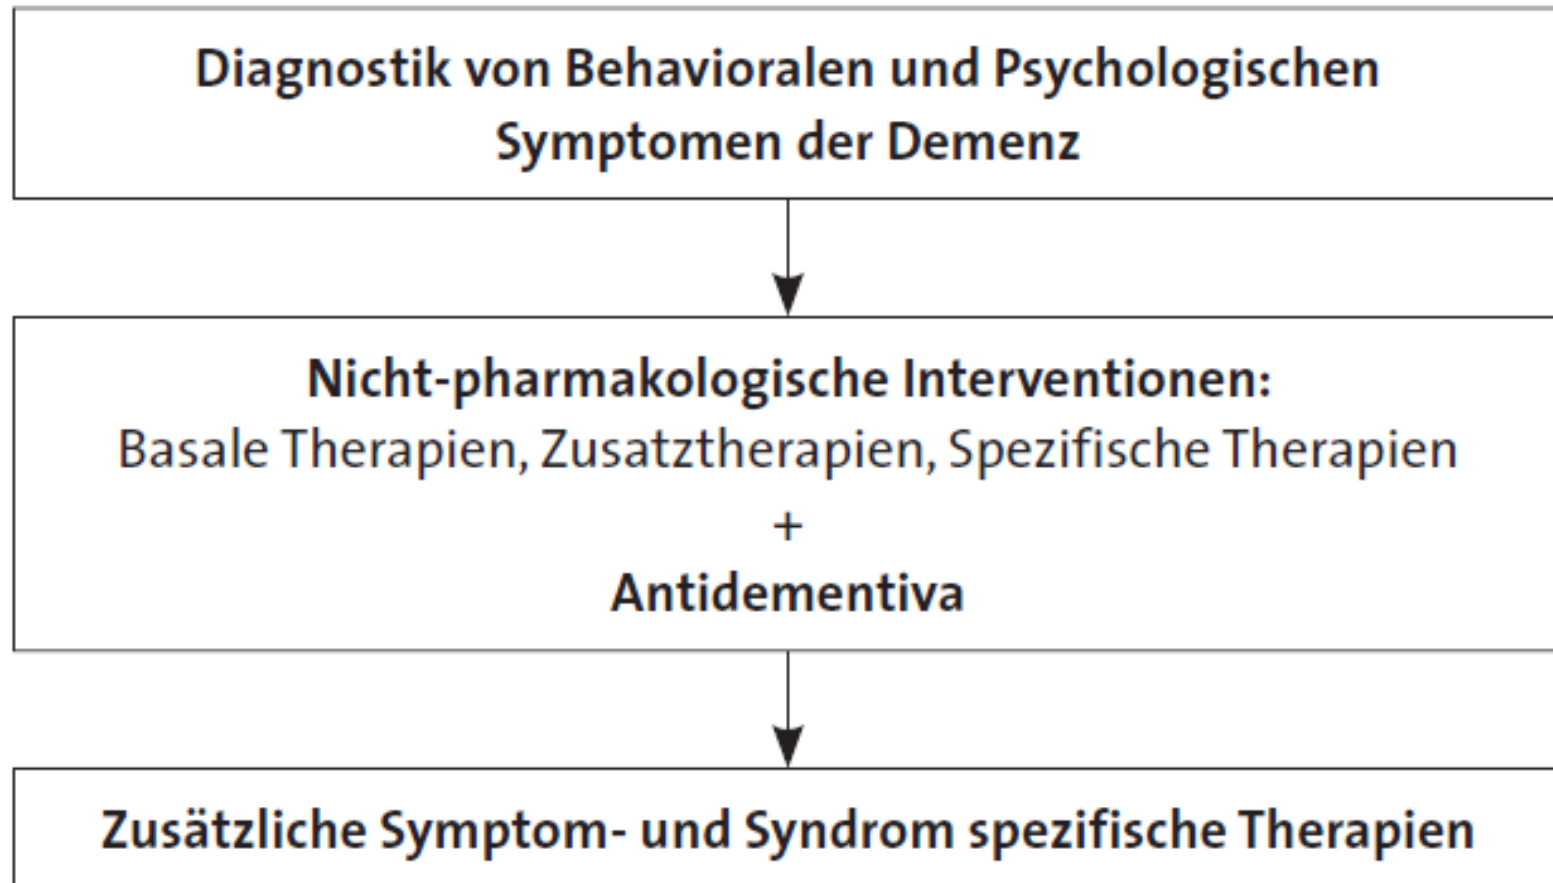 Diagnostik von Behavioralen und Psychologischen
Symptomen der Demenz
Nicht-pharmakologische Interventionen:
Basale Therapien, Zusatztherapien, Spezifische Therapien
+
Antidementiva
Zusätzliche Symptom- und Syndrom spezifische Therapien